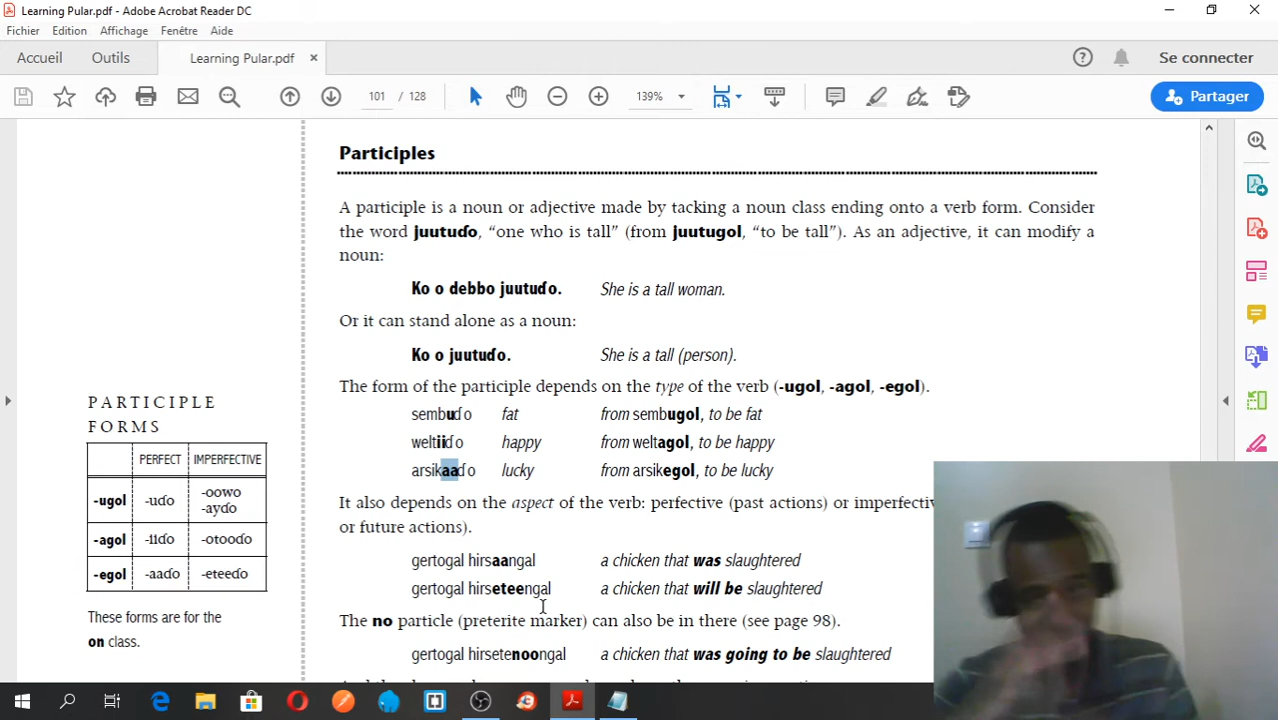 Learning Pular.pdf - Adobe Acrobat Reader DC
Fichier Edition Affichage Fenêtre Aide
Accueil Outils Learning Pular.pdf × Se connecter
101 / 128 139% Partager
Participles
A participle is a noun or adjective made by tacking a noun class ending onto a verb form. Consider
the word juutuɗo, “one who is tall” (from juutugol, “to be tall”). As an adjective, it can modify a
noun:
Ko o debbo juutuɗo. She is a tall woman.
Or it can stand alone as a noun:
Ko o juutuɗo. She is a tall (person).
The form of the participle depends on the type of the verb (-ugol, -agol, -egol).
sembuɗo fat from sembugol, to be fat
weltiiɗo happy from weltagol, to be happy
arsikaaɗo lucky from arsikegol, to be lucky
It also depends on the aspect of the verb: perfective (past actions) or
or future actions).
gertogal hirsaangal a chicken that was slaughtered
gertogal hirseteengal a chicken that will be slaughtered
The no particle (preterite marker) can also be in there (see page 98).
gertogal hirsetenoongal a chicken that was going to be slaughtered
PARTICIPLE
FORMS
PERFECT IMPERFECTIVE
-ugol -uɗo -oowo
-ayɗo
-agol -iiɗo -otooɗo
-egol -aaɗo -eteeɗo
These forms are for the
on class.